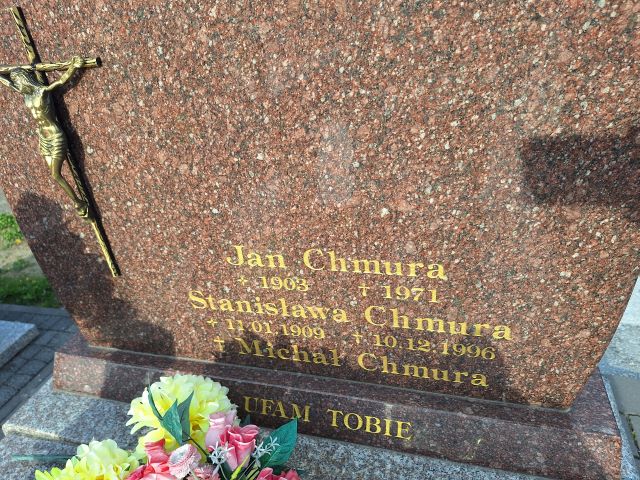 Jan Chmura
+ 1903 + 1971
Stanisława Chmura
+ 11.01.1909 + 10.12.1996
+ Michał Chmura
UFAM TOBIE